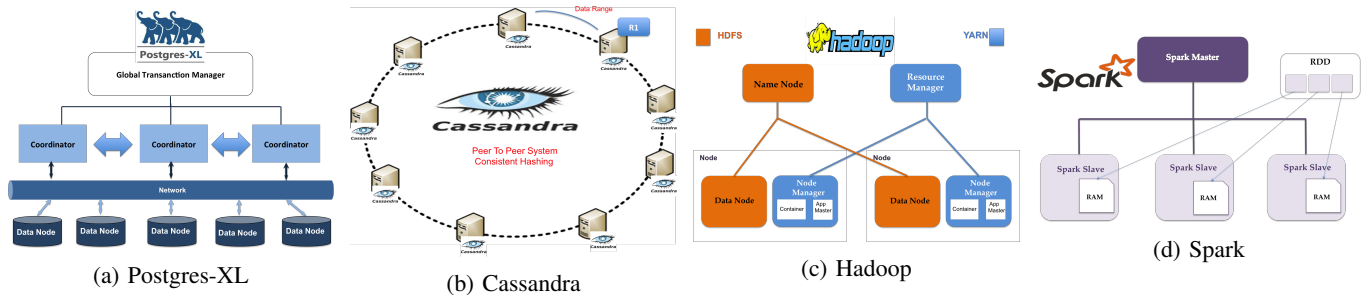 Postgres-XL
Global Transanction Manager
Coordinator
Coordinator
Coordinator
Network
Data Node
Data Node
Data Node
Data Node
Data Node
(a) Postgres-XL
Data Range
R1
Cassandra
Cassandra
Cassandra
Cassandra
Cassandra
Cassandra
Cassandra
Cassandra
Cassandra
Cassandra
Peer To Peer System
Consistent Hashing
(b) Cassandra
HDFS
hadoop
YARN
Name Node
Resource
Manager
Node
Node
Data Node
Node
Manager
Container
App
Master
Data Node
Node
Manager
Container
App
Master
(c) Hadoop
Spark
Spark Master
RDD
Spark Slave
Spark Slave
Spark Slave
RAM
RAM
RAM
(d) Spark